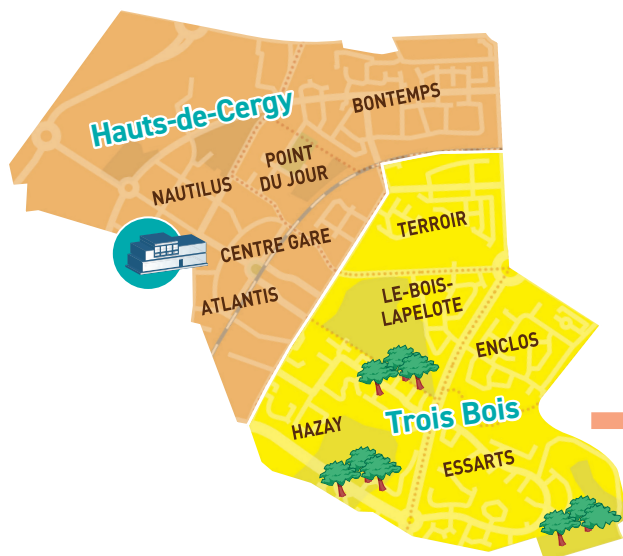 Hauts-de-Cergy
BONTEMPS
POINT
DU JOUR
NAUTILUS
CENTRE GARE
ATLANTIS
TERROIR
LE-BOIS-
LAPELOTE
ENCLOS
Trois Bois
HAZAY
ESSARTS